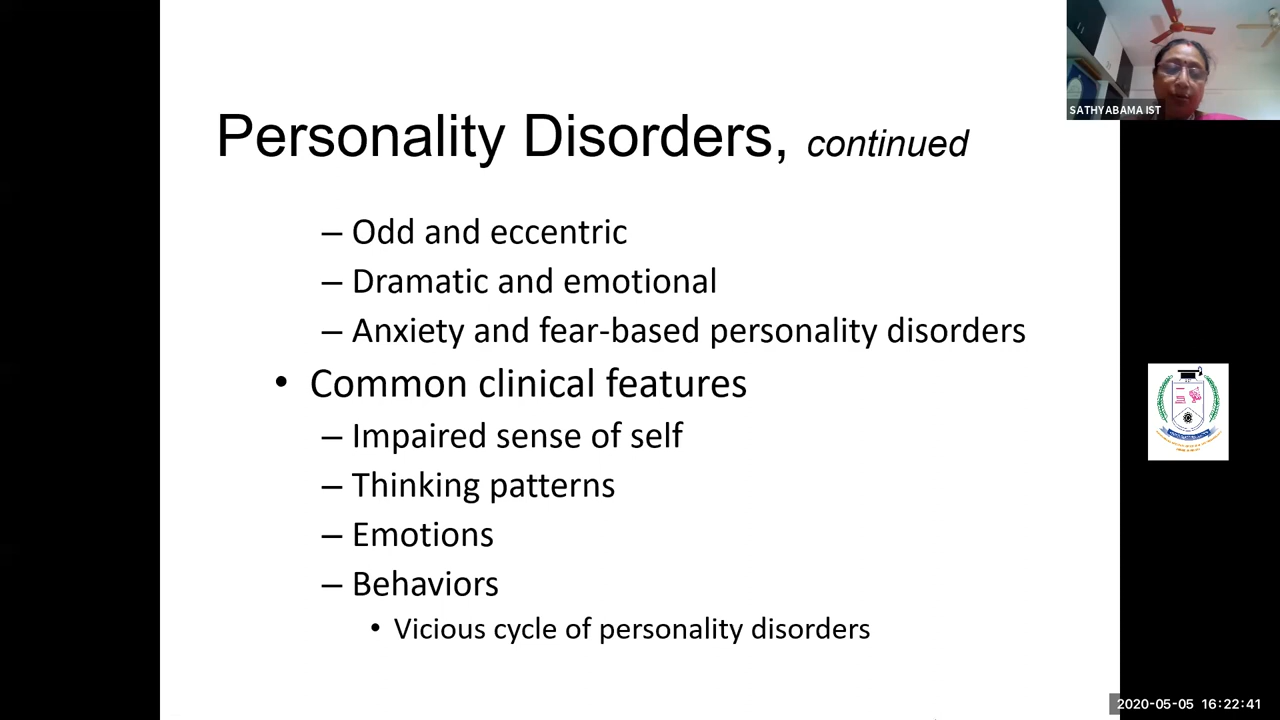 Personality Disorders, continued
– Odd and eccentric
– Dramatic and emotional
– Anxiety and fear-based personality disorders
• Common clinical features
– Impaired sense of self
– Thinking patterns
– Emotions
– Behaviors
• Vicious cycle of personality disorders
SATHYABAMA IST
2020-05-05 16:22:41